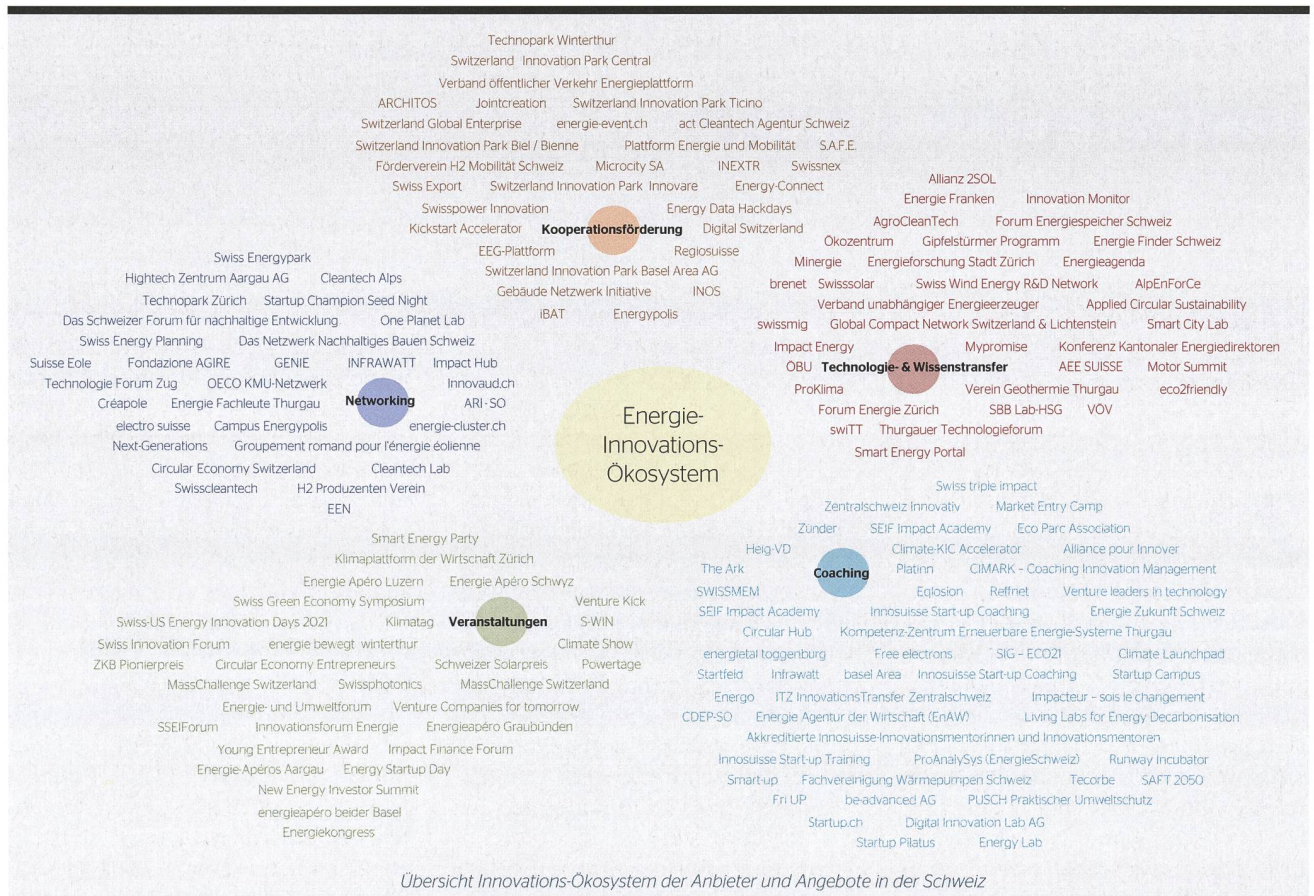 Technopark Winterthur
Switzerland Innovation Park Central
Verband öffentlicher Verkehr Energieplattform
ARCHITOS Jointcreation Switzerland Innovation Park Ticino
Switzerland Global Enterprise energie-event.ch act Cleantech Agentur Schweiz
Switzerland Innovation Park Biel / Bienne Plattform Energie und Mobilität S.A.F.E.
Förderverein H2 Mobilität Schweiz Microcity SA INEXTR Swissnex
Swiss Export Switzerland Innovation Park Innovare Energy-Connect
Swisspower Innovation Energy Data Hackdays
Kickstart Accelerator Kooperationsförderung Digital Switzerland
EEG-Plattform Regiosuisse
Switzerland Innovation Park Basel Area AG
Gebäude Netzwerk Initiative INOS
iBAT Energypolis
Allianz 2SOL
Energie Franken Innovation Monitor
AgroCleanTech Forum Energiespeicher Schweiz
Ökozentrum Gipfelstürmer Programm Energie Finder Schweiz
Minergie Energieforschung Stadt Zürich Energieagenda
brenet Swisssolar Swiss Wind Energy R&D Network AlpEnForCe
Verband unabhängiger Energieerzeuger Applied Circular Sustainability
swissmig Global Compact Network Switzerland & Lichtenstein Smart City Lab
Impact Energy Mypromise Konferenz Kantonaler Energiedirektoren
ÖBU Technologie- & Wissenstransfer AEE SUISSE Motor Summit
ProKlima Verein Geothermie Thurgau eco2friendly
Forum Energie Zürich SBB Lab-HSG VÖV
swiTT Thurgauer Technologieforum
Smart Energy Portal
Swiss Energypark
Hightech Zentrum Aargau AG Cleantech Alps
Technopark Zürich Startup Champion Seed Night
Das Schweizer Forum für nachhaltige Entwicklung One Planet Lab
Swiss Energy Planning Das Netzwerk Nachhaltiges Bauen Schweiz
Suisse Eole Fondazione AGIRE GENIE INFRAWATT Impact Hub
Technologie Forum Zug OECO KMU-Netzwerk Innovaud.ch
Créapole Energie Fachleute Thurgau Networking ARI-SO
electro suisse Campus Energypolis energie-cluster.ch
Next-Generations Groupement romand pour l'énergie éolienne
Circular Economy Switzerland Cleantech Lab
Swisscleantech H2 Produzenten Verein
EEN
Energie-
Innovations-
Ökosystem
Smart Energy Party
Klimaplattform der Wirtschaft Zürich
Energie Apéro Luzern Energie Apéro Schwyz
Swiss Green Economy Symposium Venture Kick
Swiss-US Energy Innovation Days 2021 Klimatag Veranstaltungen S-WIN
Swiss Innovation Forum energie bewegt winterthur Climate Show
ZKB Pionierpreis Circular Economy Entrepreneurs Schweizer Solarpreis Powertage
MassChallenge Switzerland Swissphotonics MassChallenge Switzerland
Energie- und Umweltforum Venture Companies for tomorrow
SSEIForum Innovationsforum Energie Energieapéro Graubünden
Young Entrepreneur Award Impact Finance Forum
Energie-Apéros Aargau Energy Startup Day
New Energy Investor Summit
energieapéro beider Basel
Energiekongress
Swiss triple impact
Zentralschweiz Innovativ Market Entry Camp
Zünder SEIF Impact Academy Eco Parc Association
Heig-VD Climate-KIC Accelerator Alliance pour Innover
The Ark Coaching Platinn CIMARK – Coaching Innovation Management
SWISSMEM Eqlosion Reffnet Venture leaders in technology
SEIF Impact Academy Innosuisse Start-up Coaching Energie Zukunft Schweiz
Circular Hub Kompetenz-Zentrum Erneuerbare Energie-Systeme Thurgau
energietal toggenburg Free electrons SIG – ECO21 Climate Launchpad
Startfeld Infrawatt basel Area Innosuisse Start-up Coaching Startup Campus
Energo ITZ InnovationsTransfer Zentralschweiz Impacteur – sois le changement
CDEP-SO Energie Agentur der Wirtschaft (EnAW) Living Labs for Energy Decarbonisation
Akkreditierte Innosuisse-Innovationsmentorinnen und Innovationsmentoren
Innosuisse Start-up Training ProAnalySys (EnergieSchweiz) Runway Incubator
Smart-up Fachvereinigung Wärmepumpen Schweiz Tecorbe SAFT 2050
Fri UP be-advanced AG PUSCH Praktischer Umweltschutz
Startup.ch Digital Innovation Lab AG
Startup Pilatus Energy Lab
Übersicht Innovations-Ökosystem der Anbieter und Angebote in der Schweiz